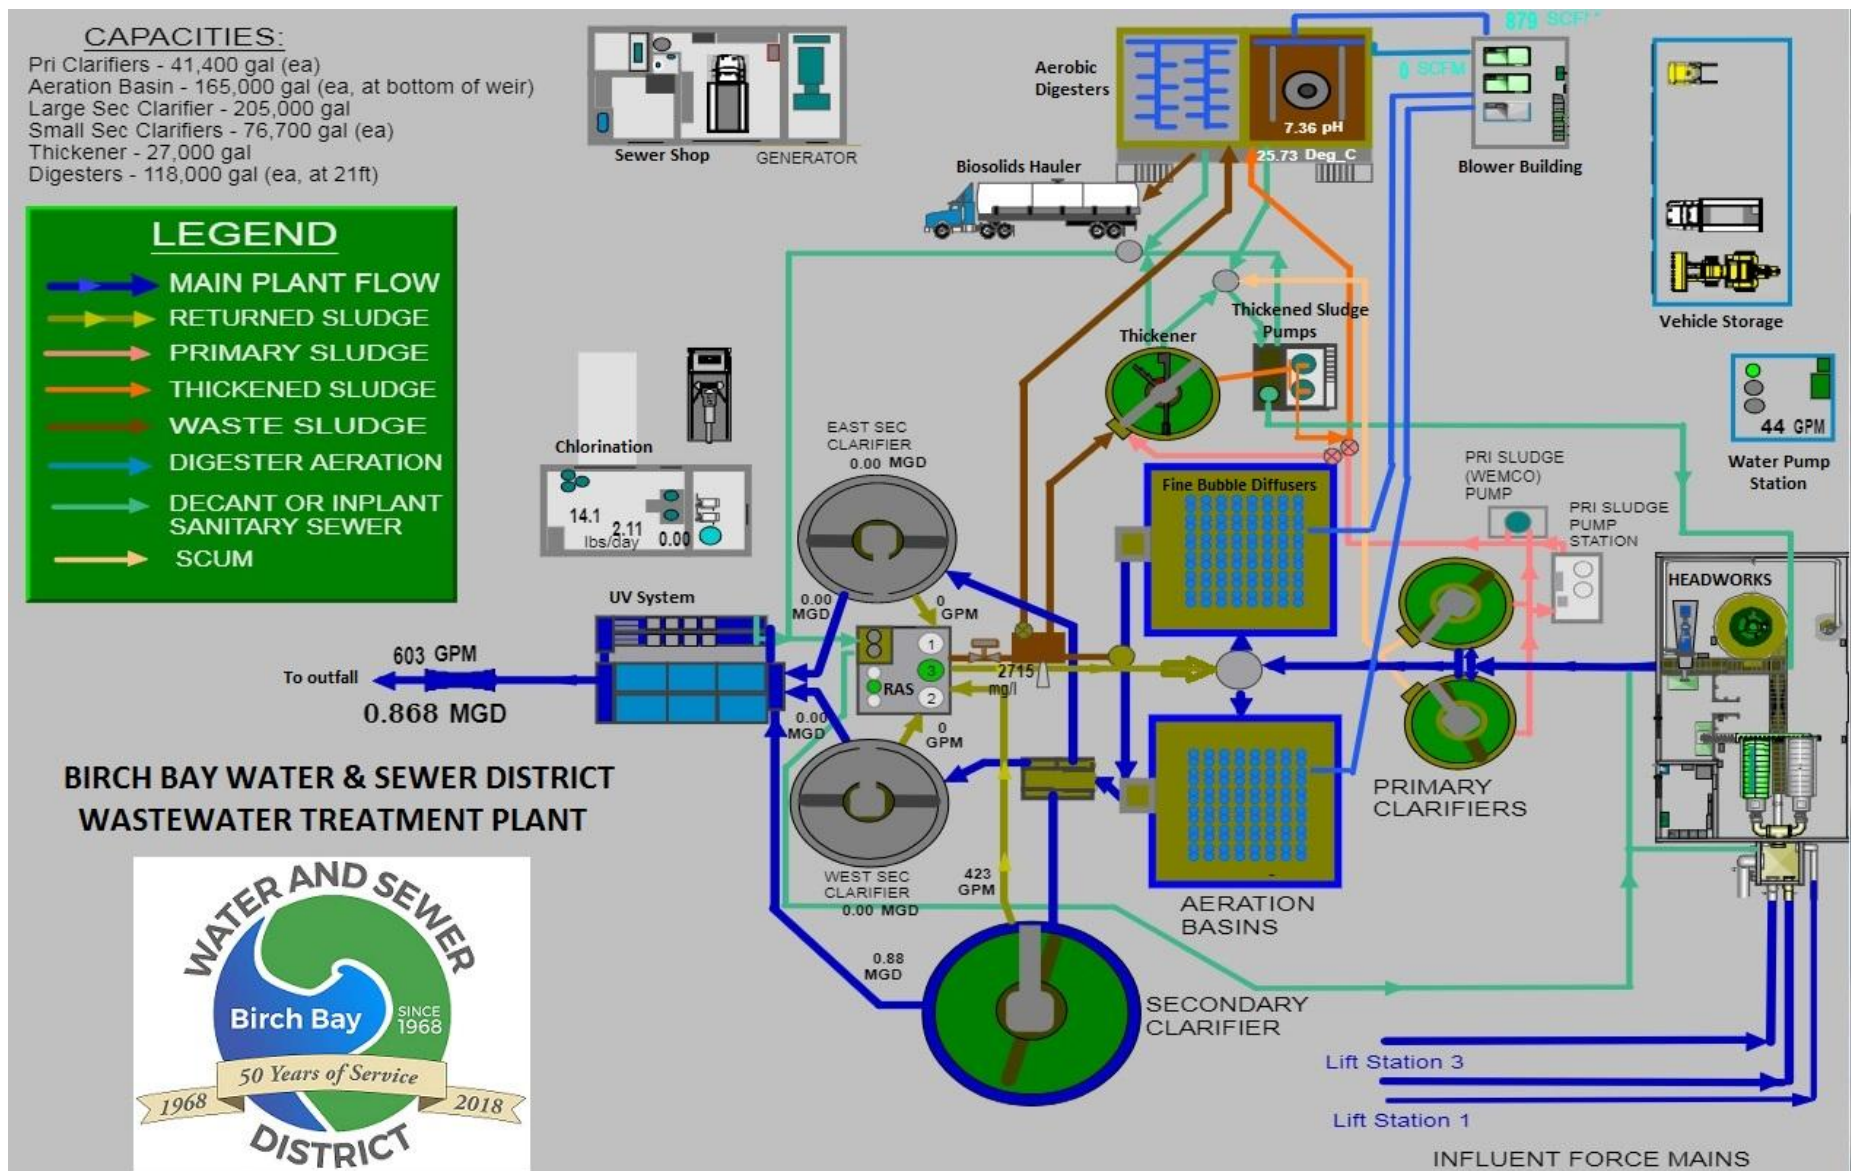 CAPACITIES:
Pri Clarifiers - 41,400 gal (ea)
Aeration Basin - 165,000 gal (ea, at bottom of weir)
Large Sec Clarifier - 205,000 gal
Small Sec Clarifiers - 76,700 gal (ea)
Thickener - 27,000 gal
Digesters - 118,000 gal (ea, at 21ft)
LEGEND
MAIN PLANT FLOW
RETURNED SLUDGE
PRIMARY SLUDGE
THICKENED SLUDGE
WASTE SLUDGE
DIGESTER AERATION
DECANT OR INPLANT
SANITARY SEWER
SCUM
Sewer Shop
GENERATOR
Aerobic
Digesters
7.36 pH
25.73 Deg_C
879 SCFM
0 SCFM
Blower Building
Biosolids Hauler
Vehicle Storage
Thickened Sludge
Pumps
Thickener
44 GPM
Water Pump
Station
Chlorination
14.1
2.11
lbs/day
0.00
EAST SEC
CLARIFIER
0.00 MGD
Fine Bubble Diffusers
PRI SLUDGE
(WEMCO)
PUMP
PRI SLUDGE
PUMP
STATION
HEADWORKS
UV System
0.00
MGD
0
GPM
1
3
2
RAS
2715
mg/l
603 GPM
To outfall
0.868 MGD
0.00
MGD
0
GPM
BIRCH BAY WATER & SEWER DISTRICT
WASTEWATER TREATMENT PLANT
PRIMARY
CLARIFIERS
WEST SEC
CLARIFIER
0.00 MGD
423
GPM
AERATION
BASINS
0.88
MGD
SECONDARY
CLARIFIER
WATER AND SEWER
Birch Bay
SINCE
1968
50 Years of Service
1968
2018
DISTRICT
Lift Station 3
Lift Station 1
INFLUENT FORCE MAINS